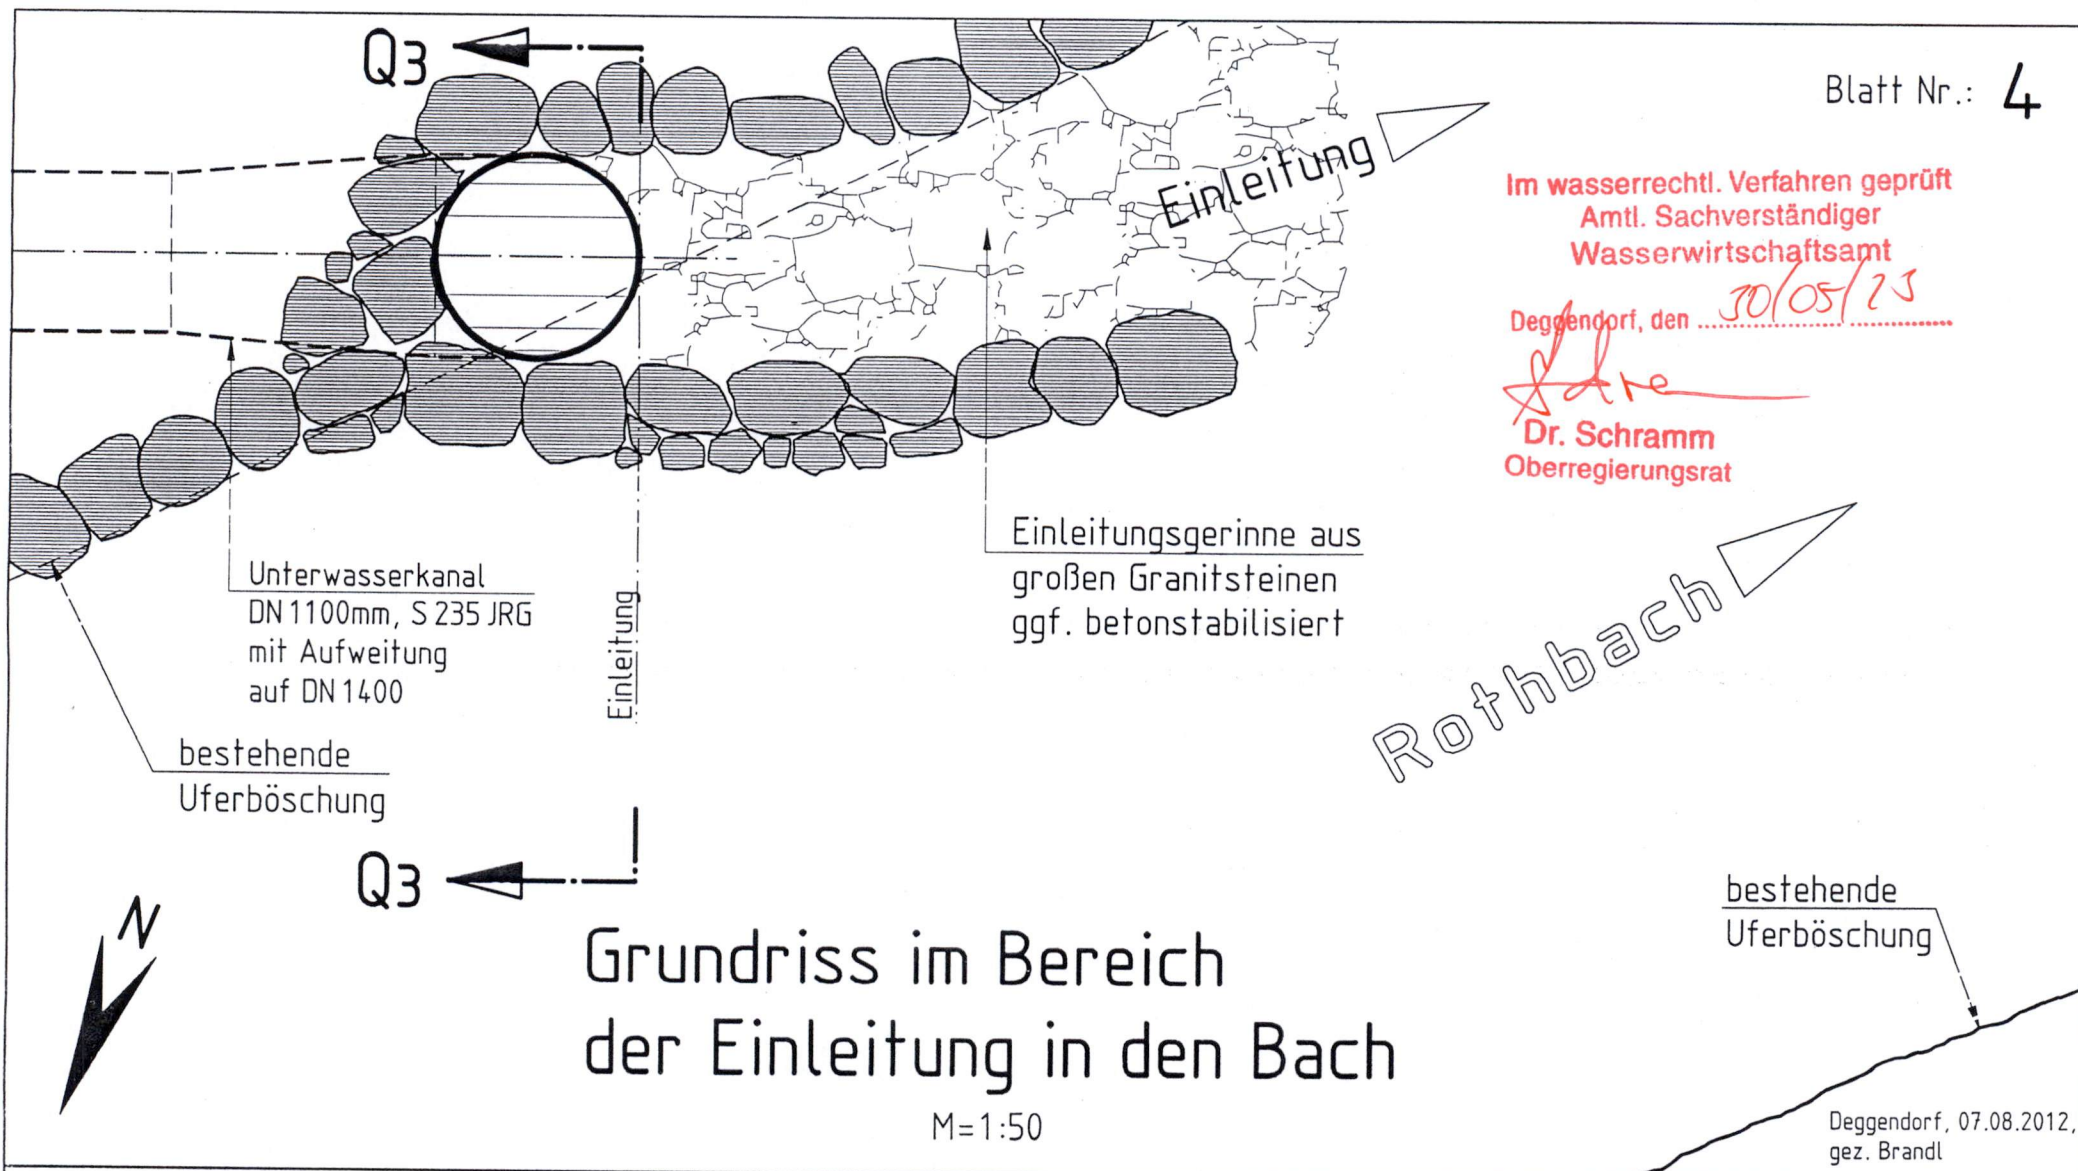 Q3
Blatt Nr.: 4
Einleitung
Im wasserrechtl. Verfahren geprüft
Amtl. Sachverständiger
Wasserwirtschaftsamt
Deggendorf, den 30/05/23
Dr. Schramm
Oberregierungsrat
Einleitungsgerinne aus
großen Granitsteinen
ggf. betonstabilisiert
Unterwasserkanal
DN 1100mm, S 235 JRG
mit Aufweitung
auf DN 1400
Einleitung
Rothbach
bestehende
Uferböschung
Q3
N
bestehende
Uferböschung
Grundriss im Bereich
der Einleitung in den Bach
M=1:50
Deggendorf, 07.08.2012,
gez. Brandl